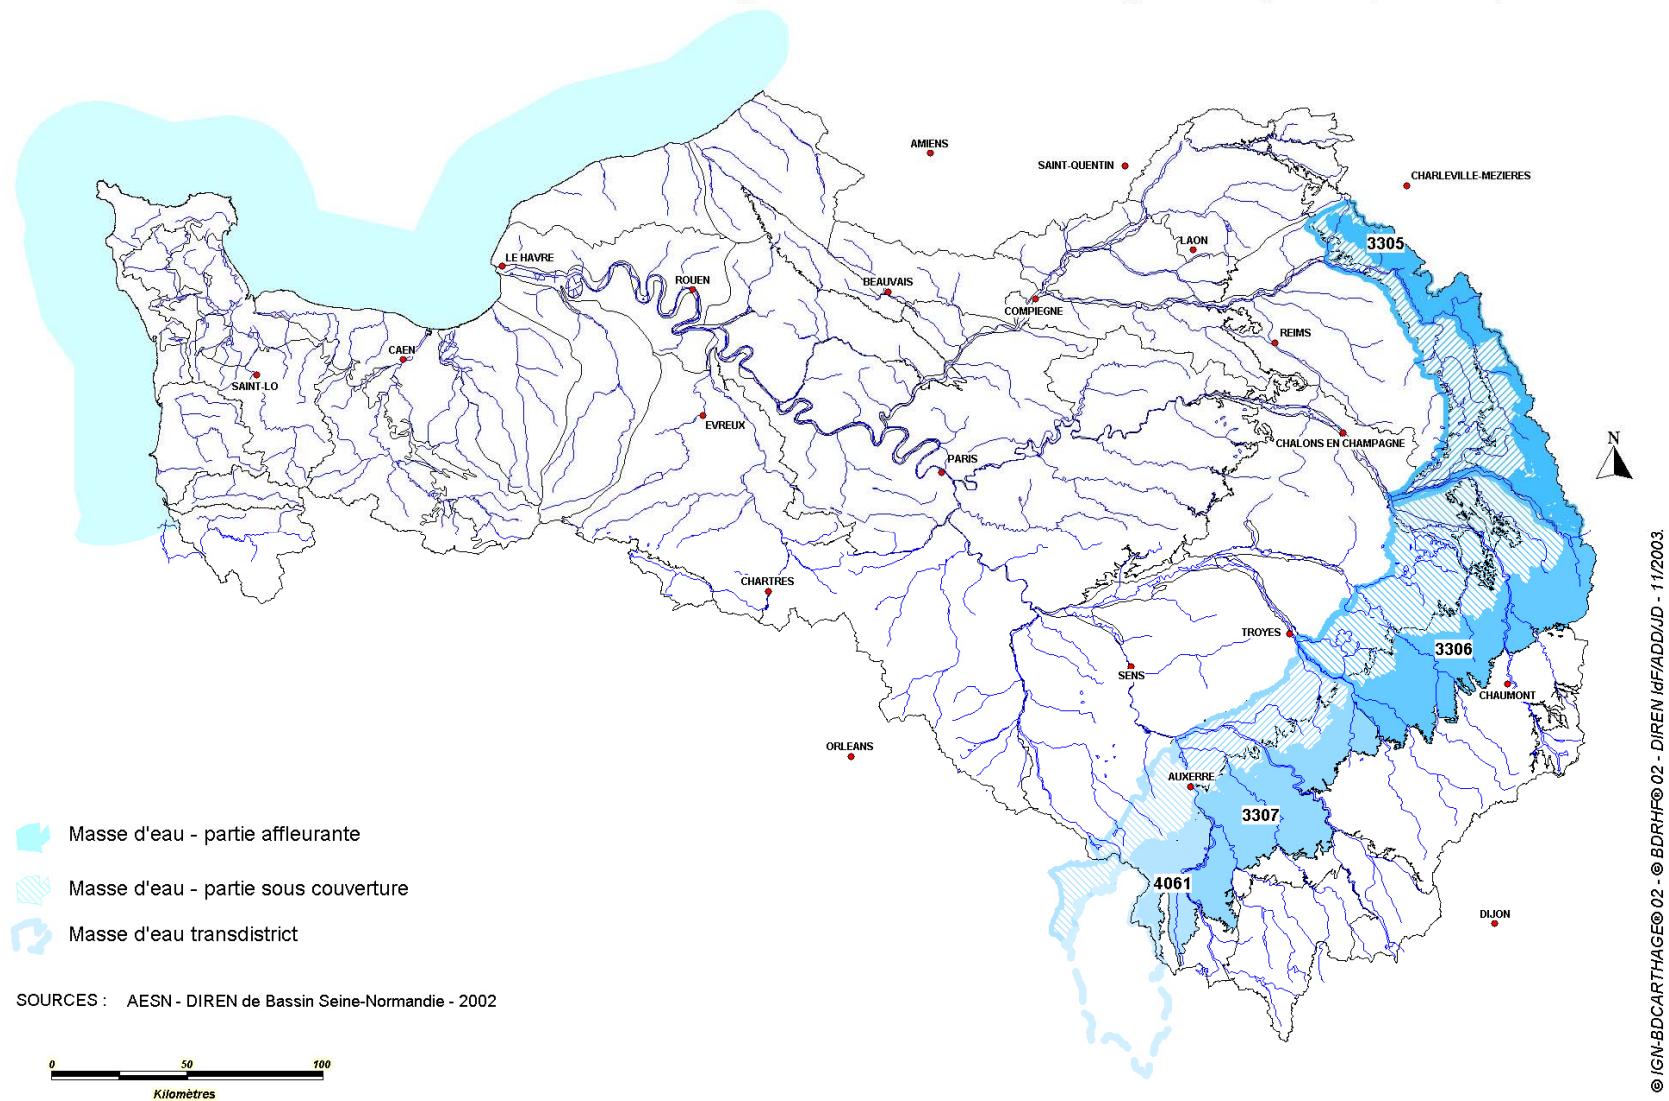 AMIENS
SAINT-QUENTIN
CHARLEVILLE-MEZIERES
LAON
3305
LE HAVRE
ROUEN
BEAUVAIS
COMPIEGNE
REIMS
CAEN
SAINT-LO
EVREUX
CHALONS EN CHAMPAGNE
N
PARIS
CHARTRES
TROYES
3306
SENS
CHAUMONT
ORLEANS
AUXERRE
3307
4061
DIJON
Masse d'eau - partie affleurante
Masse d'eau - partie sous couverture
Masse d'eau transdistrict
SOURCES : AESN - DIREN de Bassin Seine-Normandie - 2002
0 50 100
Kilomètres
© IGN-BDCARTHAGE® 02 - © BDRHF® 02 - DIREN IdF/ADD/JD - 11/2003.